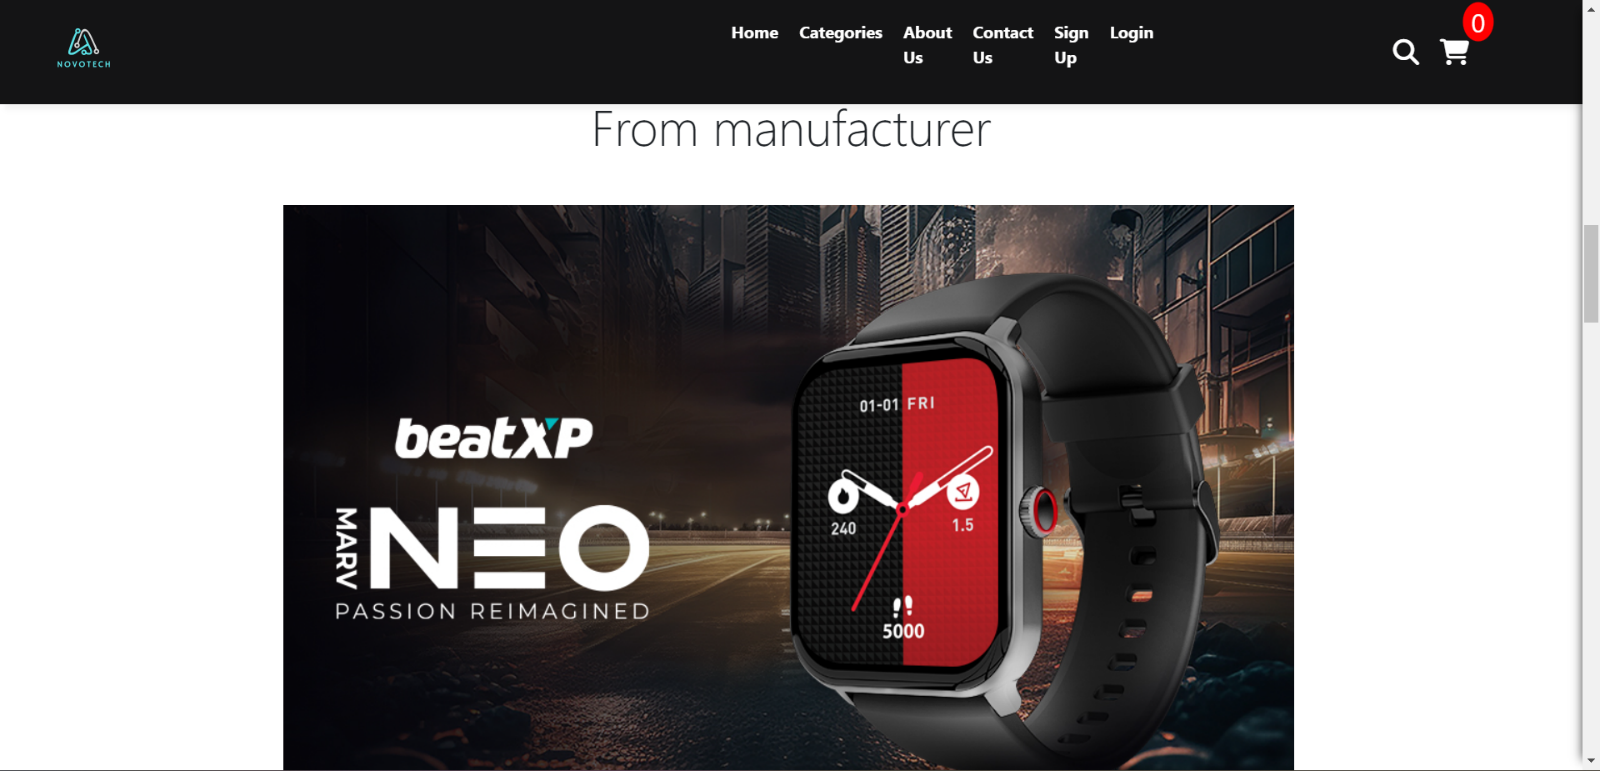 NOVOTECH
Home Categories About Us Contact Us Sign Up Login
0
From manufacturer
beatXP
MARV NEO
PASSION REIMAGINED
01-01 FRI
240 1.5
5000